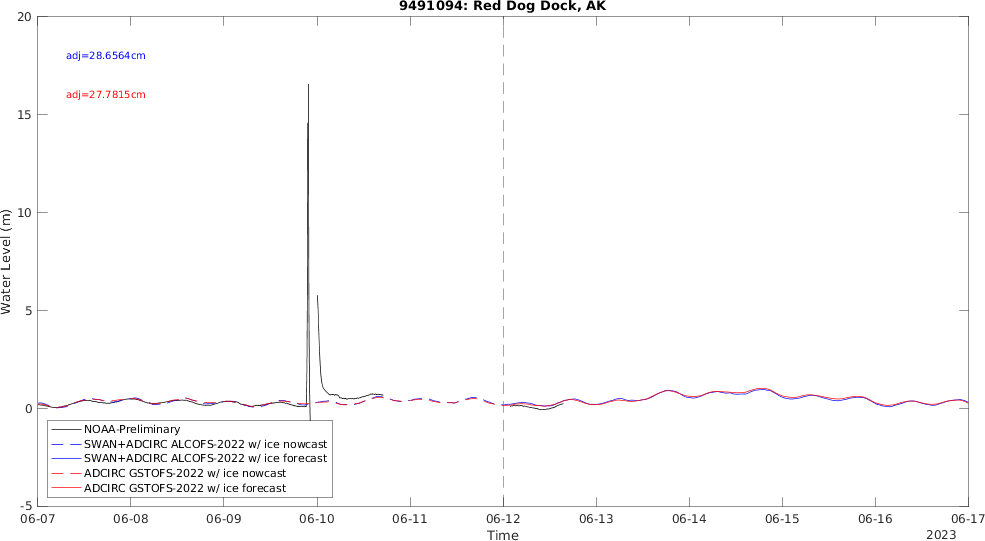 9491094: Red Dog Dock, AK
20
adj=28.6564cm
adj=27.7815cm
15
10
5
0
-5
Water Level (m)
NOAA-Preliminary
SWAN+ADCIRC ALCOFS-2022 w/ ice nowcast
SWAN+ADCIRC ALCOFS-2022 w/ ice forecast
ADCIRC GSTOFS-2022 w/ ice nowcast
ADCIRC GSTOFS-2022 w/ ice forecast
06-07 06-08 06-09 06-10 06-11 06-12 06-13 06-14 06-15 06-16 06-17
Time
2023